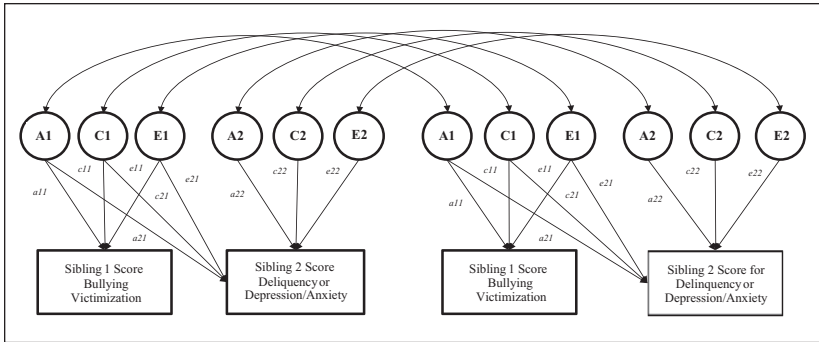 A1 C1 E1 A2 C2 E2 A1 C1 E1 A2 C2 E2
a11 c11 e11 c21 e21 a22 c22 e22 a11 c11 e11 c21 e21 a22 c22 e22
a21 a21
Sibling 1 Score
Bullying
Victimization
Sibling 2 Score
Deliquency or
Depression/Anxiety
Sibling 1 Score
Bullying
Victimization
Sibling 2 Score for
Delinquency or
Depression/Anxiety